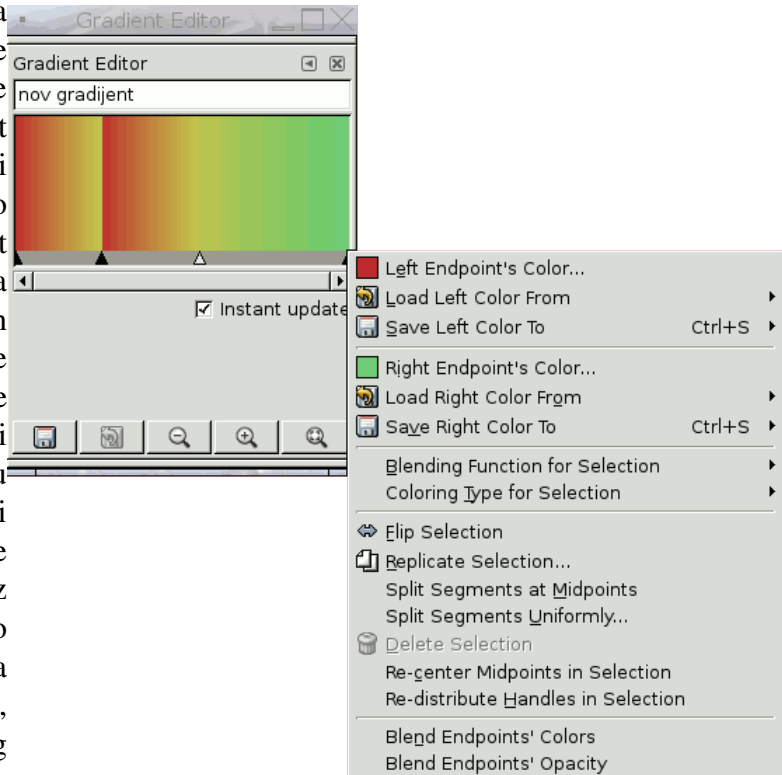 Gradient Editor
Gradient Editor
nov gradijent
Instant update
Left Endpoint's Color...
Load Left Color From
Save Left Color To Ctrl+S
Right Endpoint's Color...
Load Right Color From
Save Right Color To Ctrl+S
Blending Function for Selection
Coloring Type for Selection
Flip Selection
Replicate Selection...
Split Segments at Midpoints
Split Segments Uniformly...
Delete Selection
Re-center Midpoints in Selection
Re-distribute Handles in Selection
Blend Endpoints' Colors
Blend Endpoints' Opacity